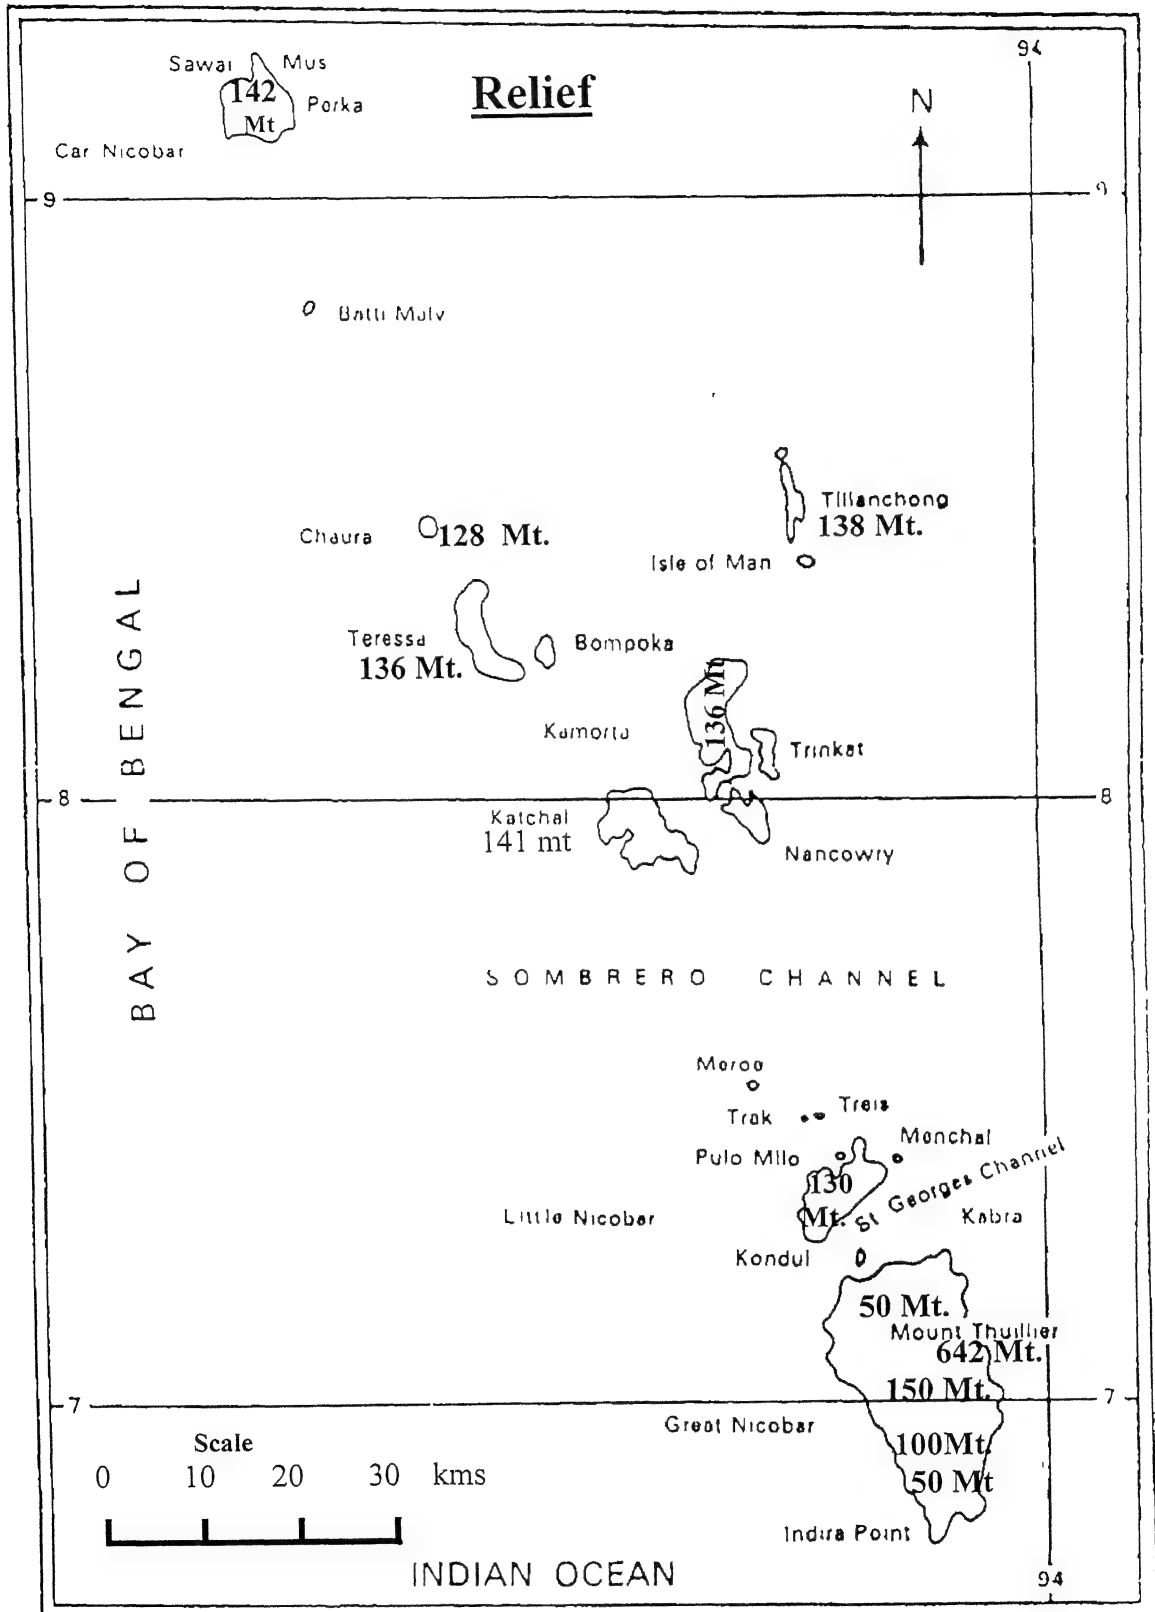 94
Relief
Sawai Mus
142
Mt
Perka
Car Nicobar
N
9 9
Batti Malv
Tillanchong
138 Mt.
Chaura 128 Mt.
Isle of Man
Teressa
136 Mt.
Bompoka
136 Mt
Kamorta
Trinkat
BAY OF BENGAL
8 8
Katchal
141 mt
Nancowry
SOMBRERO CHANNEL
Meroe
Trak Treis
Pulo Milo Menchal
130
Mt.
St Georges Channel
Little Nicobar
Kabra
Kondul
50 Mt.
Mount Thuillier
642 Mt.
150 Mt.
7 7
Great Nicobar
100Mt.
50 Mt
Scale
0 10 20 30 kms
Indira Point
INDIAN OCEAN
94